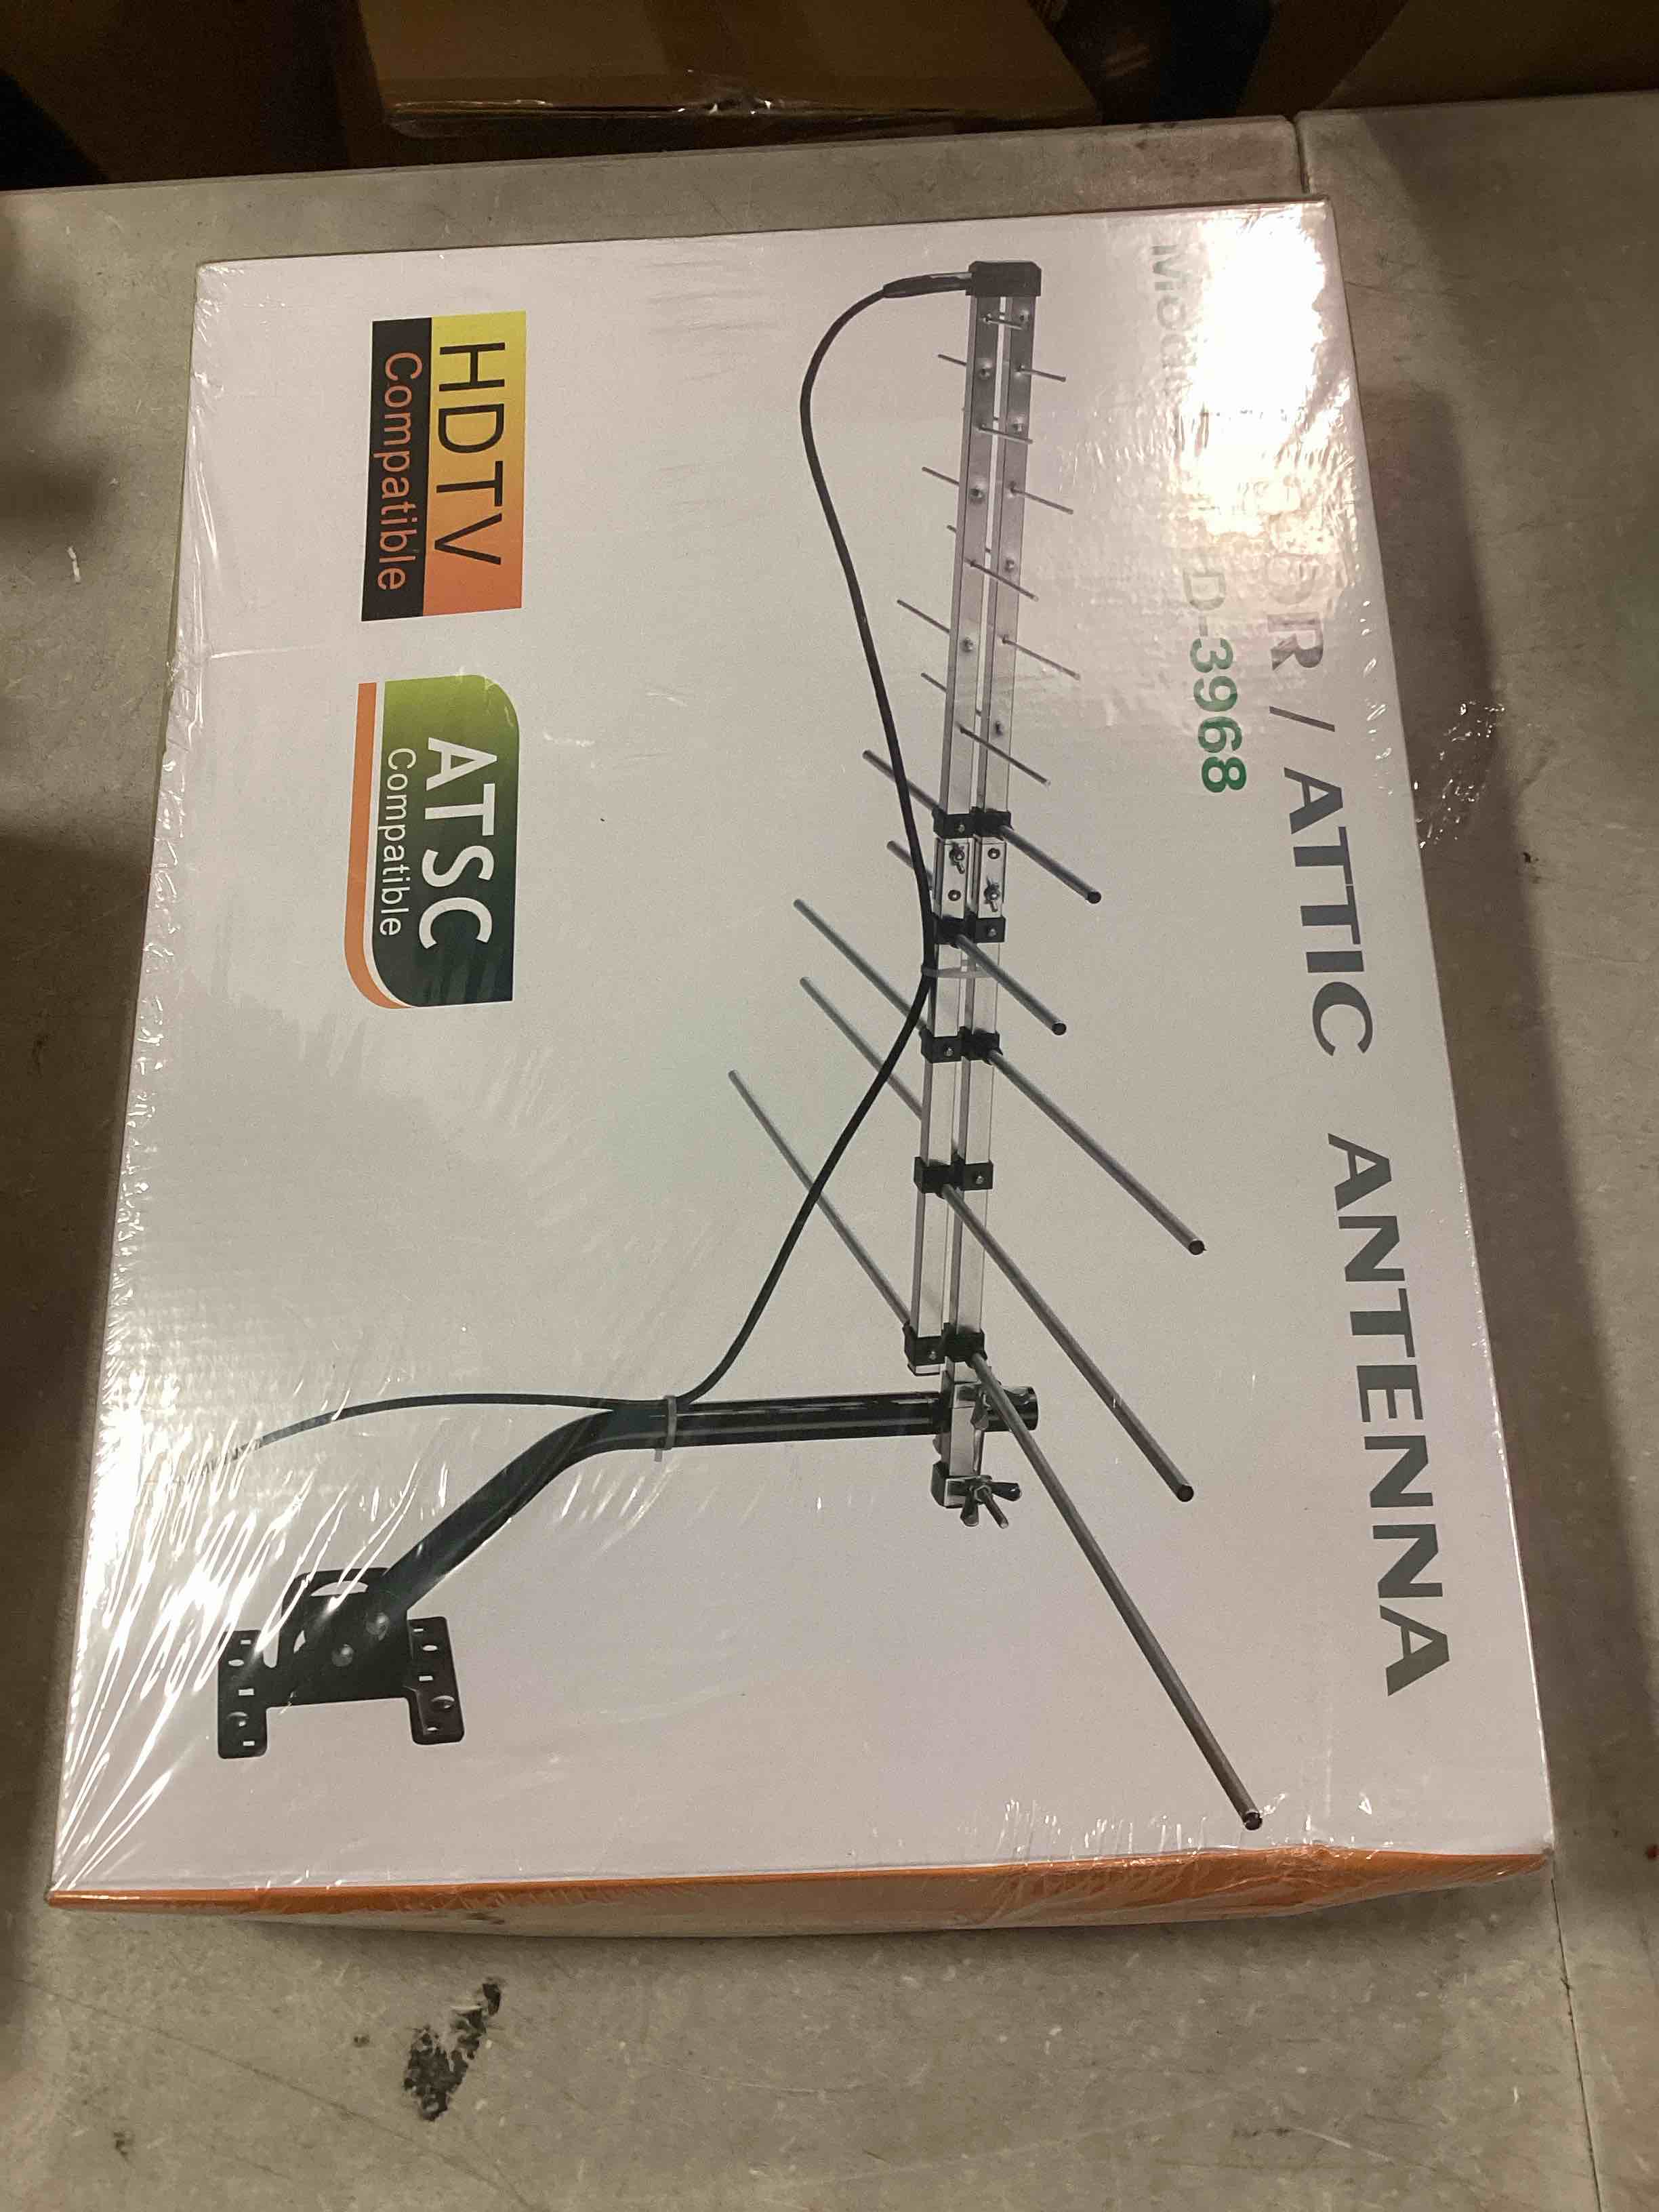 / ATTIC ANTENNA
D-3968
HDTV
Compatible
ATSC
Compatible